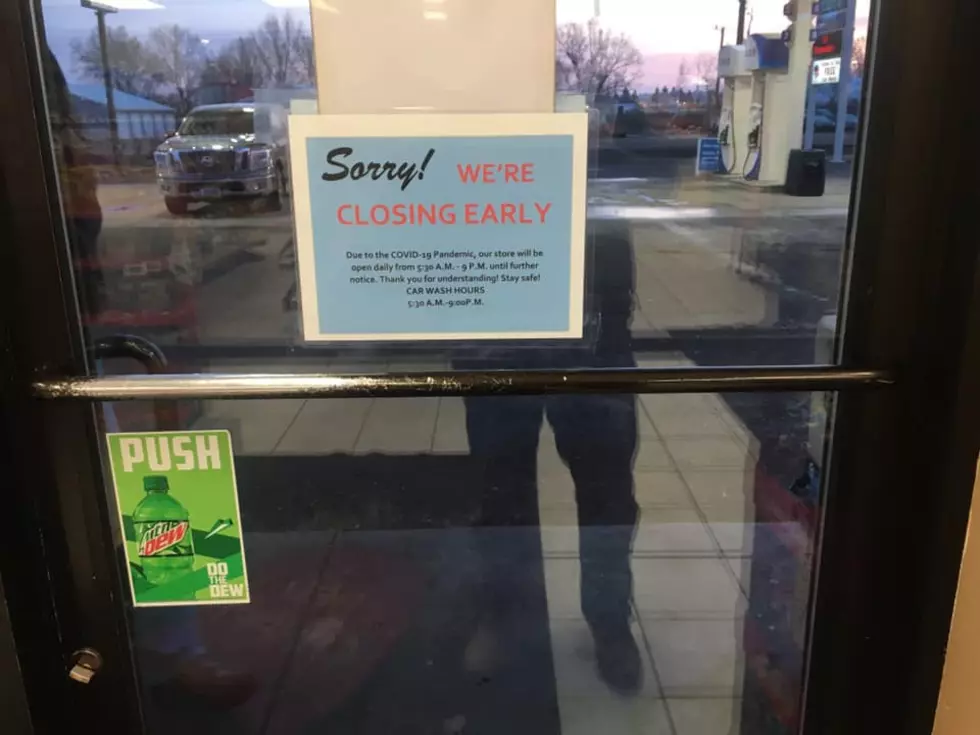 Sorry! WE'RE
CLOSING EARLY
Due to the COVID-19 Pandemic, our store will be
open daily from 5:30 A.M. - 9 P.M. until further
notice. Thank you for understanding! Stay safe!
CAR WASH HOURS
5:30 A.M.-9:00P.M.
PUSH
Mtn
DEW
DO
THE
DEW